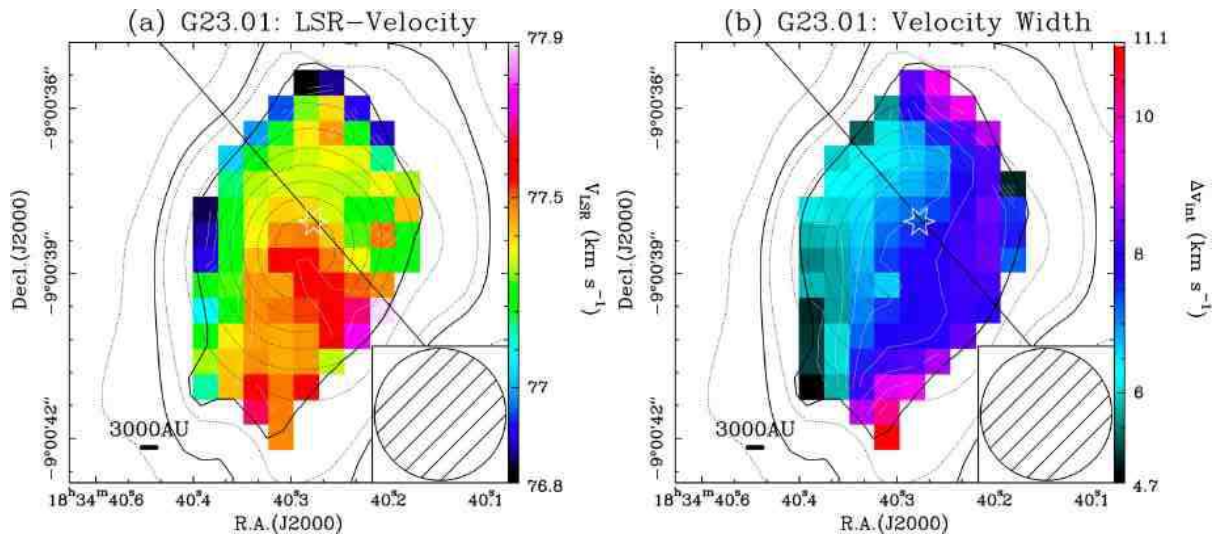 (a) G23.01: LSR−Velocity
77.9
77.5
77
76.8
V_LSR (km s⁻¹)
−9°00′36″
−9°00′39″
−9°00′42″
Decl.(J2000)
3000AU
18ʰ34ᵐ40ˢ.6
40ˢ.4
40ˢ.3
40ˢ.2
40ˢ.1
R.A.(J2000)
(b) G23.01: Velocity Width
11.1
10
8
6
4.7
Δv_int (km s⁻¹)
−9°00′36″
−9°00′39″
−9°00′42″
Decl.(J2000)
3000AU
18ʰ34ᵐ40ˢ.6
40ˢ.4
40ˢ.3
40ˢ.2
40ˢ.1
R.A.(J2000)